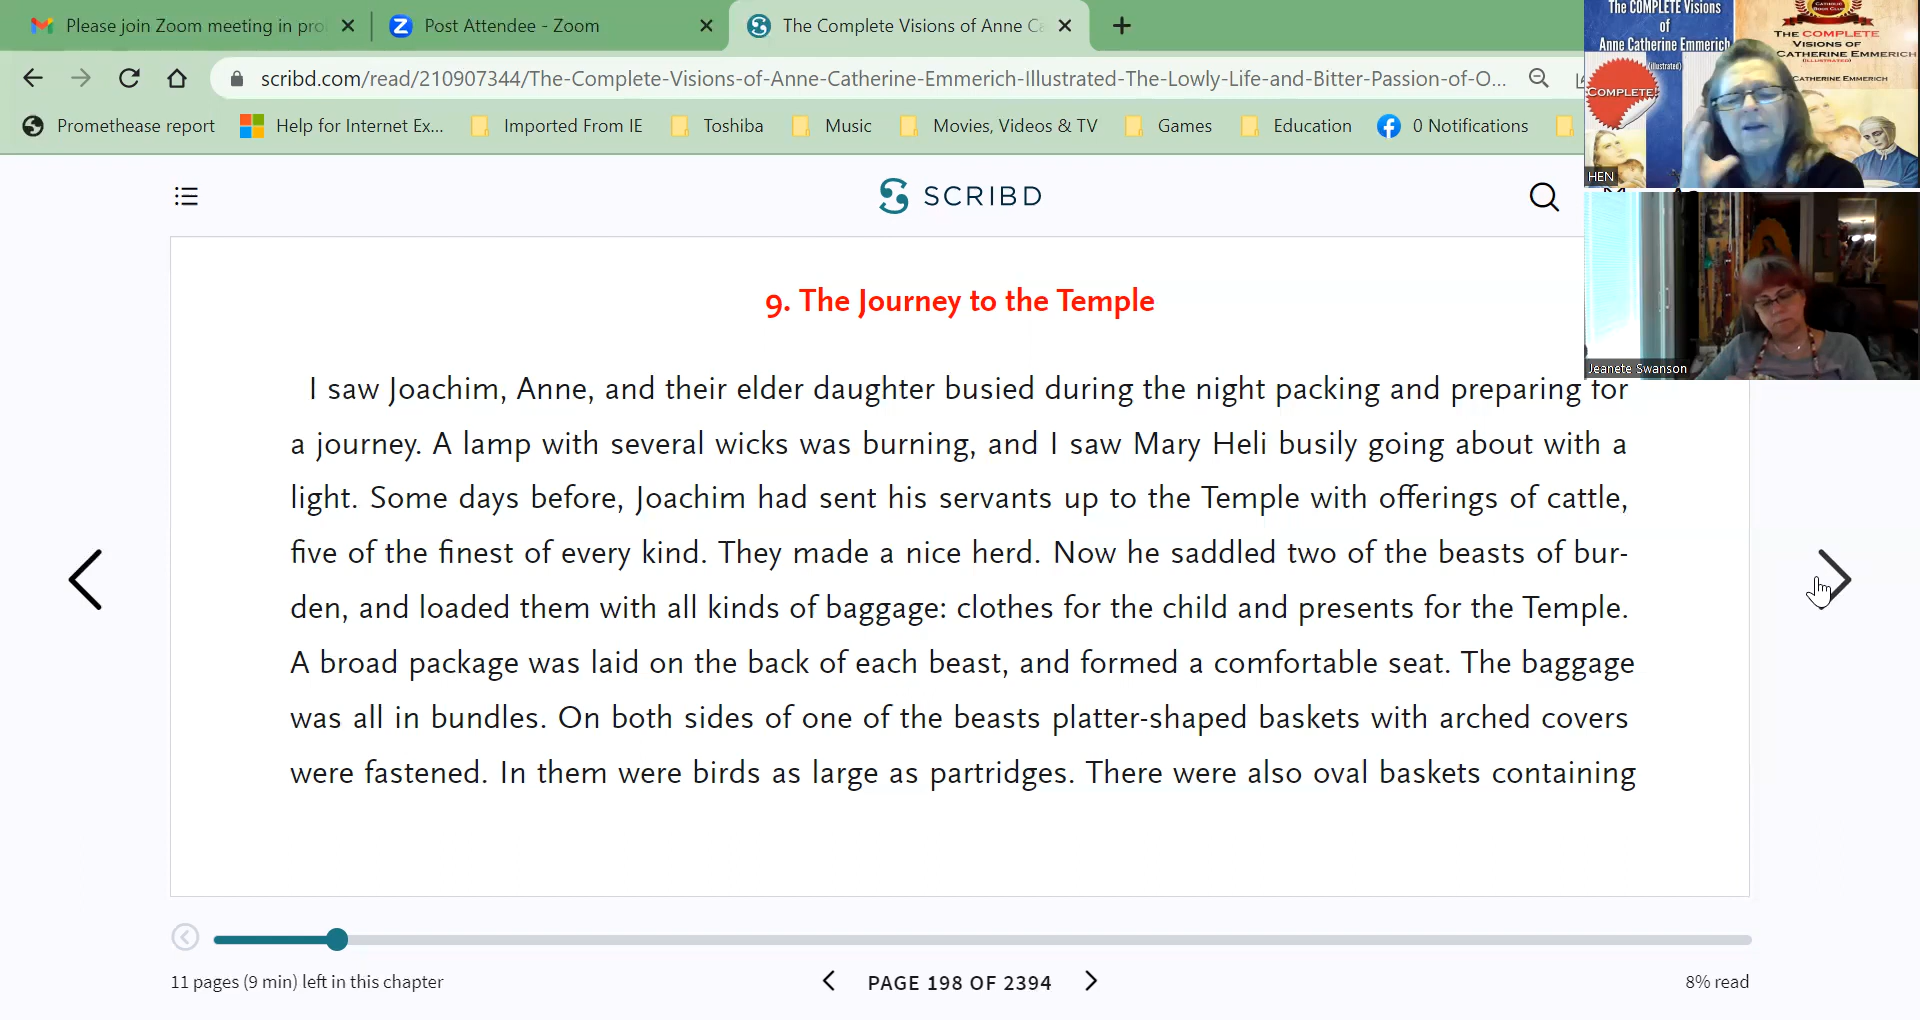 Please join Zoom meeting in pro
Post Attendee - Zoom
The Complete Visions of Anne Ca
scribd.com/read/210907344/The-Complete-Visions-of-Anne-Catherine-Emmerich-Illustrated-The-Lowly-Life-and-Bitter-Passion-of-O...
Promethease report
Help for Internet Ex...
Imported From IE
Toshiba
Music
Movies, Videos & TV
Games
Education
0 Notifications
The COMPLETE Visions
of
Anne Catherine Emmerich
(illustrated)
COMPLETE!
THE COMPLETE
VISIONS OF
CATHERINE EMMERICH
(ILLUSTRATED)
CATHERINE EMMERICH
HEN
Jeanete Swanson
SCRIBD
9. The Journey to the Temple
I saw Joachim, Anne, and their elder daughter busied during the night packing and preparing for
a journey. A lamp with several wicks was burning, and I saw Mary Heli busily going about with a
light. Some days before, Joachim had sent his servants up to the Temple with offerings of cattle,
five of the finest of every kind. They made a nice herd. Now he saddled two of the beasts of bur-
den, and loaded them with all kinds of baggage: clothes for the child and presents for the Temple.
A broad package was laid on the back of each beast, and formed a comfortable seat. The baggage
was all in bundles. On both sides of one of the beasts platter-shaped baskets with arched covers
were fastened. In them were birds as large as partridges. There were also oval baskets containing
11 pages (9 min) left in this chapter
PAGE 198 OF 2394
8% read